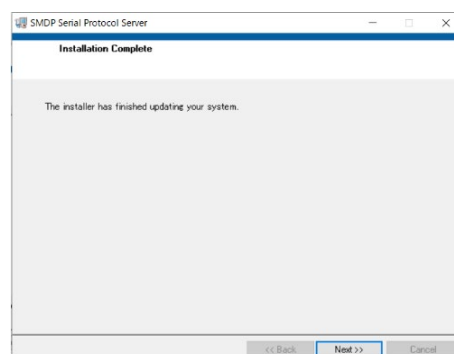 SMDP Serial Protocol Server
Installation Complete
The installer has finished updating your system.
<< Back Next >> Cancel